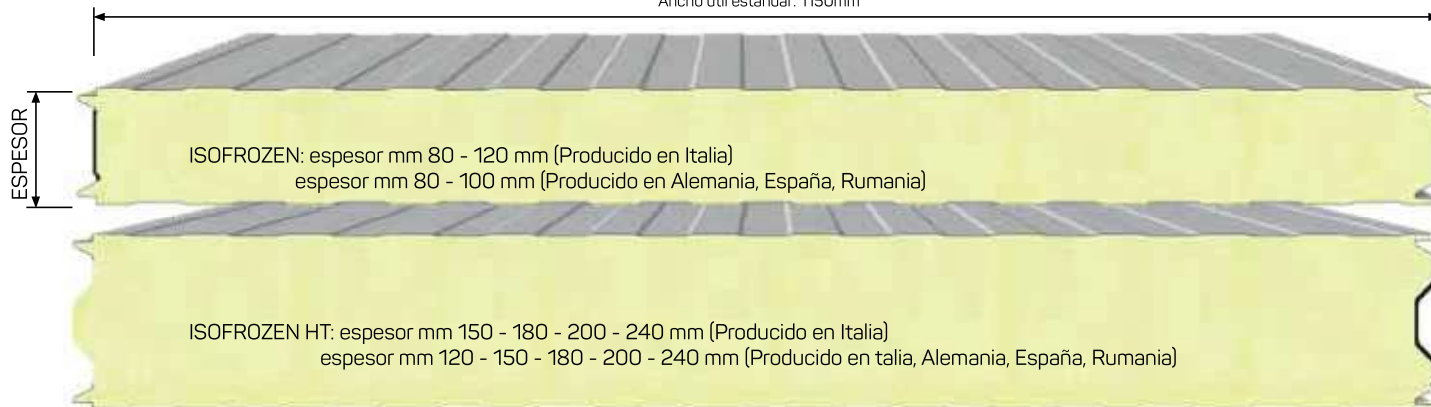 Ancho útil estándar: 1150mm
ESPESOR
ISOFROZEN: espesor mm 80 - 120 mm (Producido en Italia)
espesor mm 80 - 100 mm (Producido en Alemania, España, Rumania)
ISOFROZEN HT: espesor mm 150 - 180 - 200 - 240 mm (Producido en Italia)
espesor mm 120 - 150 - 180 - 200 - 240 mm (Producido en talia, Alemania, España, Rumania)